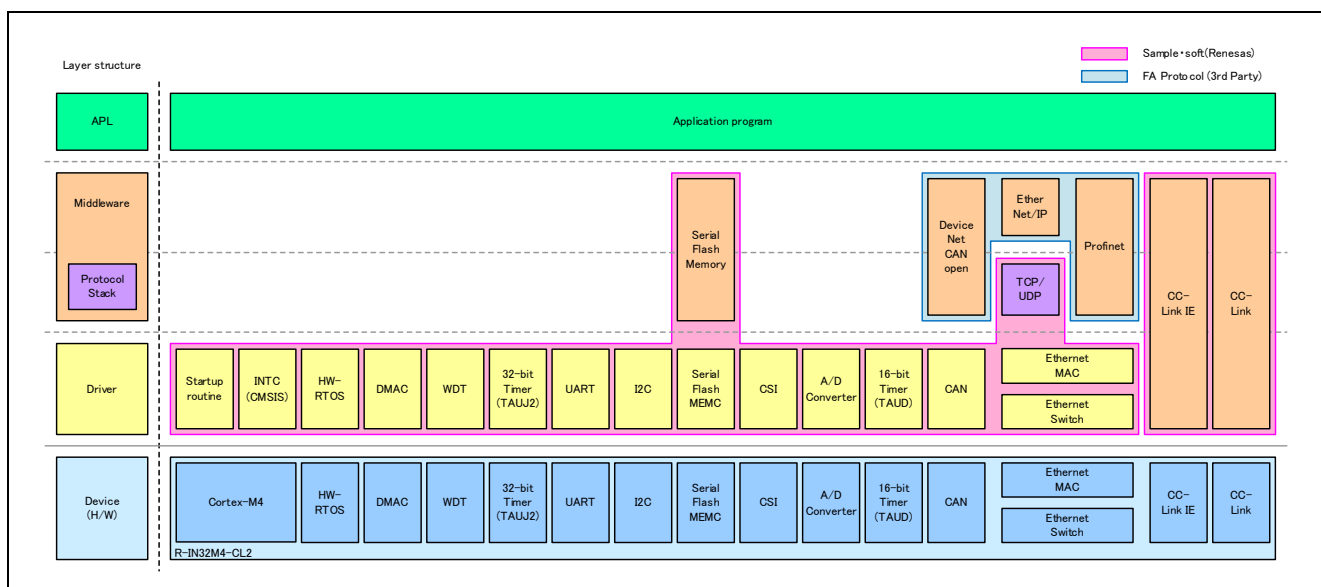 Sample・soft(Renesas)
Layer structure
FA Protocol (3rd Party)
APL
Application program
Middleware
Protocol
Stack
Serial
Flash
Memory
Device
Net
CAN
open
Ether
Net/IP
Profinet
TCP/
UDP
CC-
Link IE
CC-
Link
Driver
Startup
routine
INTC
(CMSIS)
HW-
RTOS
DMAC
WDT
32-bit
Timer
(TAUJ2)
UART
I2C
Serial
Flash
MEMC
CSI
A/D
Converter
16-bit
Timer
(TAUD)
CAN
Ethernet
MAC
Ethernet
Switch
Device
(H/W)
Cortex-M4
HW-
RTOS
DMAC
WDT
32-bit
Timer
(TAUJ2)
UART
I2C
Serial
Flash
MEMC
CSI
A/D
Converter
16-bit
Timer
(TAUD)
CAN
Ethernet
MAC
Ethernet
Switch
CC-
Link IE
CC-
Link
R-IN32M4-CL2